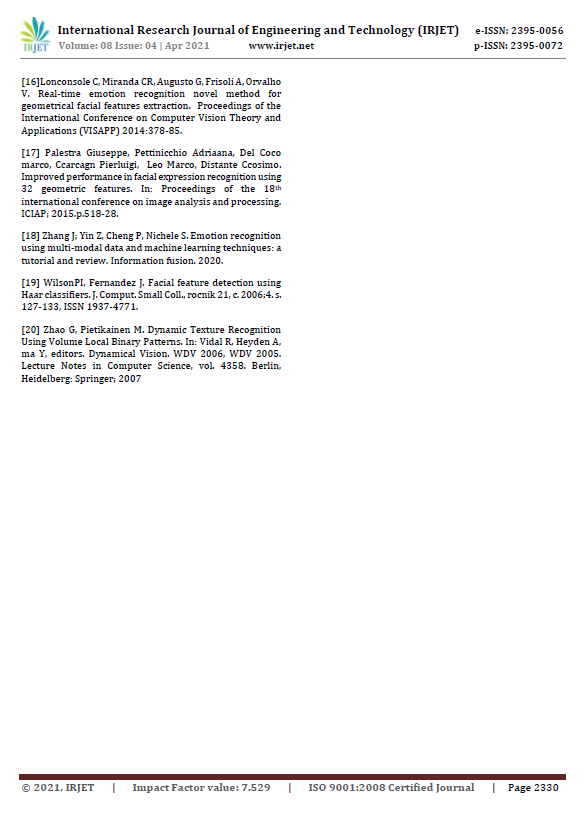 International Research Journal of Engineering and Technology (IRJET) e-ISSN: 2395-0056
IRJET Volume: 08 Issue: 04 | Apr 2021 www.irjet.net p-ISSN: 2395-0072
[16]Lonconsole C, Miranda CR, Augusto G, Frisoli A, Orvalho
V. Real-time emotion recognition novel method for
geometrical facial features extraction. Proceedings of the
International Conference on Computer Vision Theory and
Applications (VISAPP) 2014:378-85.
[17] Palestra Giuseppe, Pettinicchio Adriaana, Del Coco
marco, Ccarcagn Pierluigi, Leo Marco, Distante Ccosimo.
Improved performance in facial expression recognition using
32 geometric features. In: Proceedings of the 18th
international conference on image analysis and processing.
ICIAP; 2015.p.518-28.
[18] Zhang J; Yin Z, Cheng P, Nichele S. Emotion recognition
using multi-modal data and machine learning techniques: a
tutorial and review. Information fusion. 2020.
[19] WilsonPI, Fernandez J. Facial feature detection using
Haar classifiers. J. Comput. Small Coll., rocnik 21, c. 2006;4. s.
127-133, ISSN 1937-4771.
[20] Zhao G, Pietikainen M. Dynamic Texture Recognition
Using Volume Local Binary Patterns. In: Vidal R, Heyden A,
ma Y, editors. Dynamical Vision. WDV 2006, WDV 2005.
Lecture Notes in Computer Science, vol. 4358. Berlin,
Heidelberg: Springer; 2007
© 2021, IRJET | Impact Factor value: 7.529 | ISO 9001:2008 Certified Journal | Page 2330